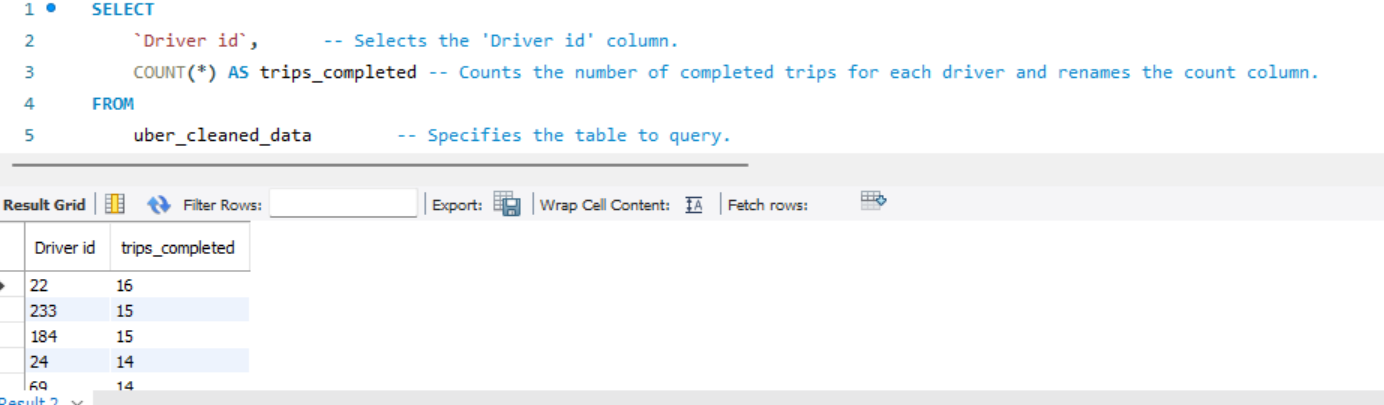 1 SELECT
2 `Driver id`, -- Selects the 'Driver id' column.
3 COUNT(*) AS trips_completed -- Counts the number of completed trips for each driver and renames the count column.
4 FROM
5 uber_cleaned_data -- Specifies the table to query.
Result Grid Filter Rows: Export: Wrap Cell Content: IA Fetch rows:
Driver id trips_completed
22 16
233 15
184 15
24 14
69 14
Result 2